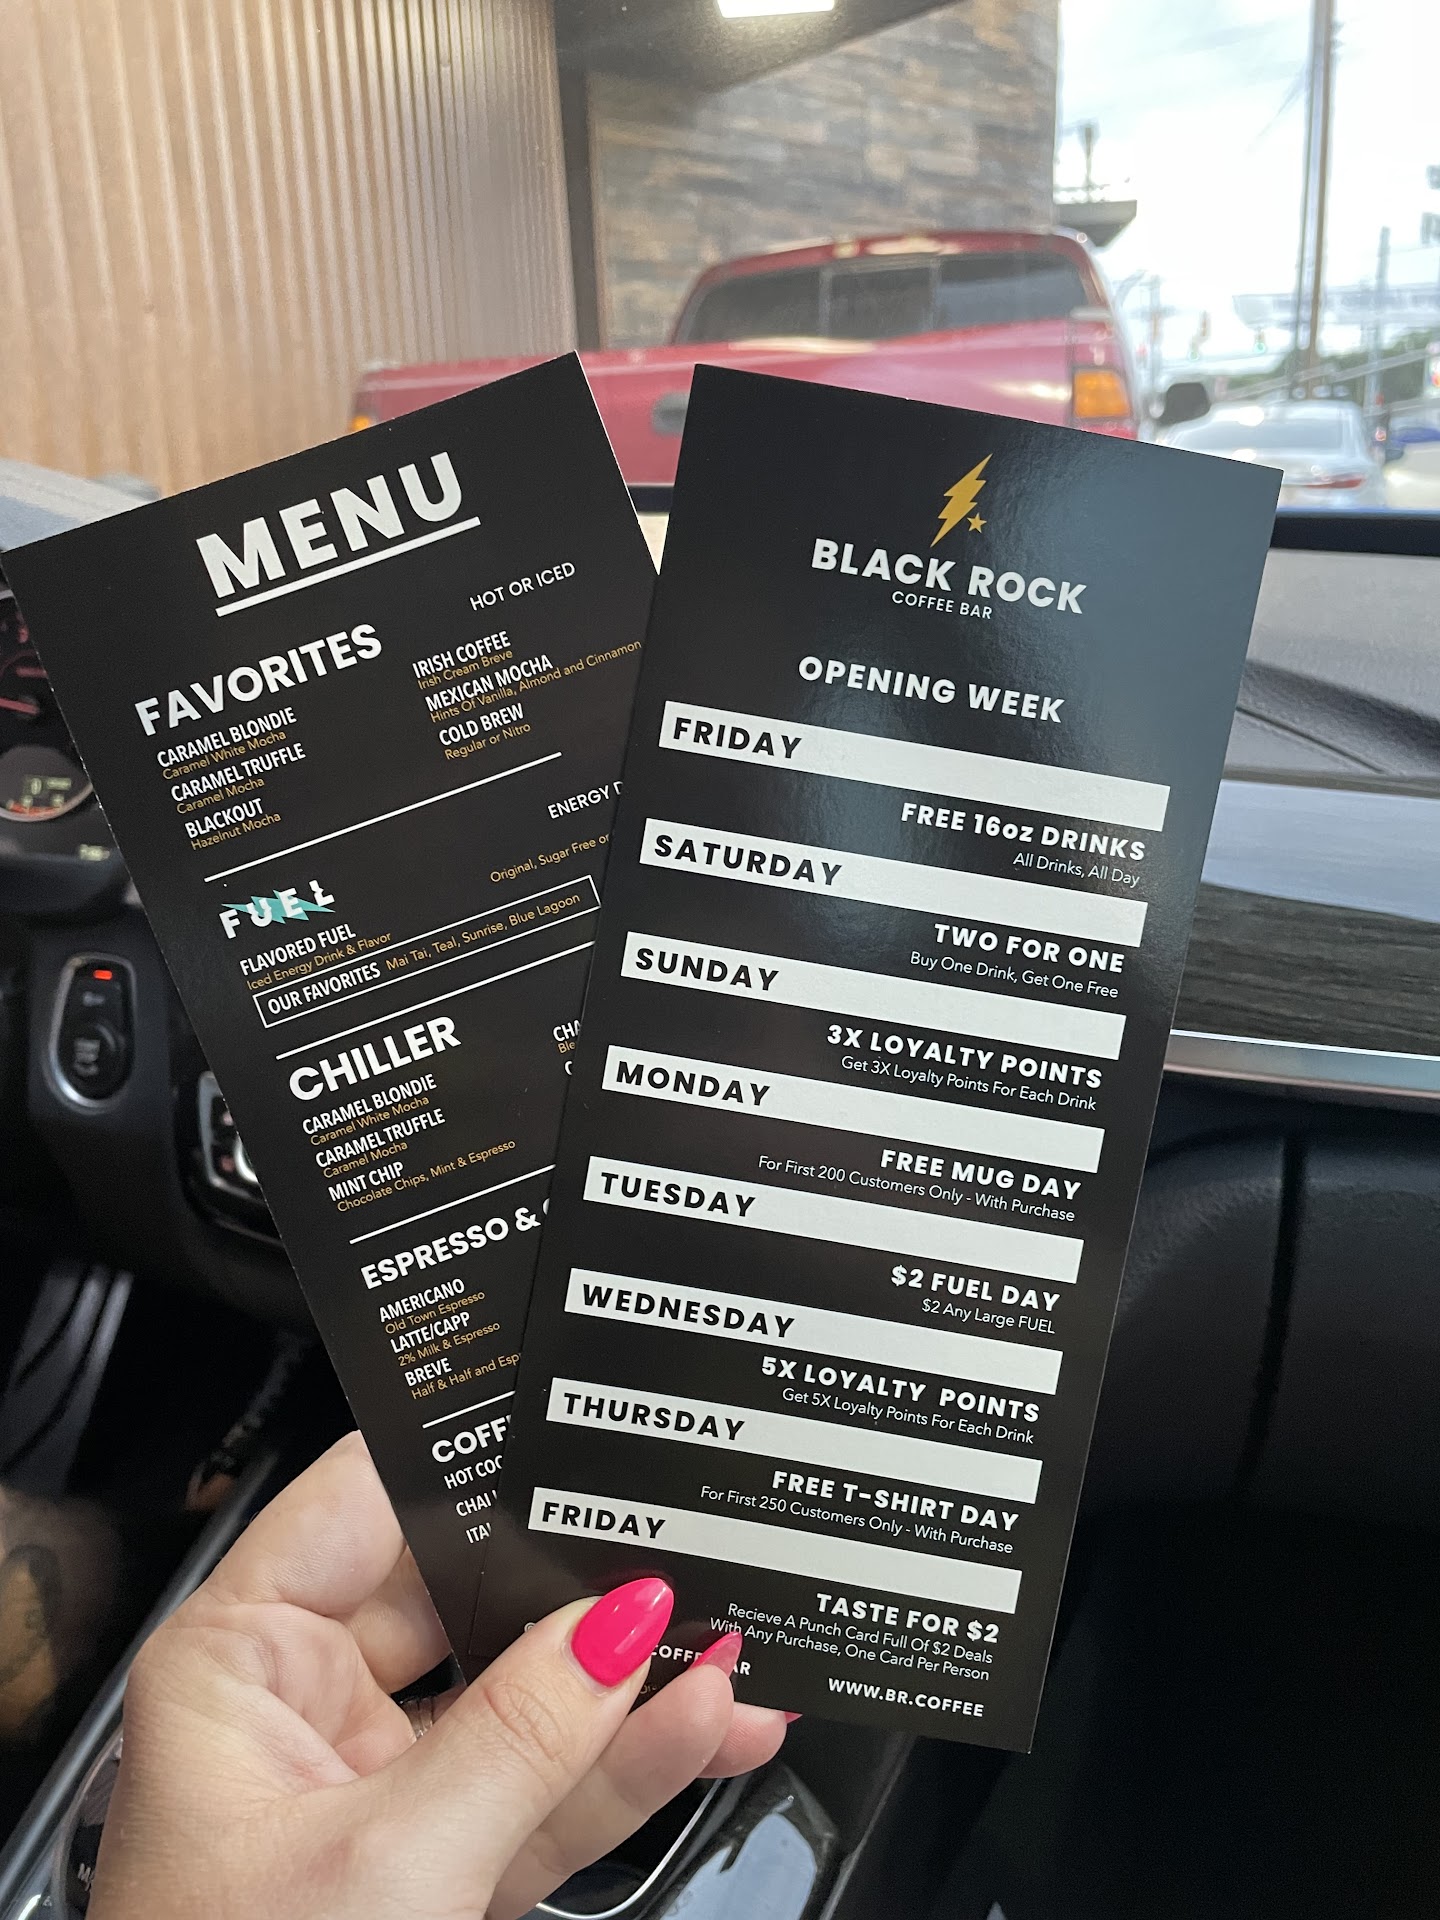 MENU
HOT OR ICED
FAVORITES
CARAMEL BLONDIE
Caramel White Mocha
CARAMEL TRUFFLE
Caramel Mocha
BLACKOUT
Hazelnut Mocha
IRISH COFFEE
Irish Cream Breve
MEXICAN MOCHA
Hints Of Vanilla, Almond and Cinnamon
COLD BREW
Regular or Nitro
ENERGY
Original, Sugar Free or
FUEL
FLAVORED FUEL
Iced Energy Drink & Flavor
OUR FAVORITES Mai Tai, Teal, Sunrise, Blue Lagoon
CHILLER
CARAMEL BLONDIE
Caramel White Mocha
CARAMEL TRUFFLE
Caramel Mocha
MINT CHIP
Chocolate Chips, Mint & Espresso
ESPRESSO &
AMERICANO
Old Town Espresso
LATTE/CAPP
2% Milk & Espresso
BREVE
Half & Half and
HOT
CHAI
BLACK ROCK
COFFEE BAR
OPENING WEEK
FRIDAY
FREE 16oz DRINKS
All Drinks, All Day
SATURDAY
TWO FOR ONE
Buy One Drink, Get One Free
SUNDAY
3X LOYALTY POINTS
Get 3X Loyalty Points For Each Drink
MONDAY
FREE MUG DAY
For First 200 Customers Only - With Purchase
TUESDAY
$2 FUEL DAY
$2 Any Large FUEL
WEDNESDAY
5X LOYALTY POINTS
Get 5X Loyalty Points For Each Drink
THURSDAY
FREE T-SHIRT DAY
For First 250 Customers Only - With Purchase
FRIDAY
TASTE FOR $2
Recieve A Punch Card Full Of $2 Deals
With Any Purchase, One Card Per Person
WWW.BR.COFFEE